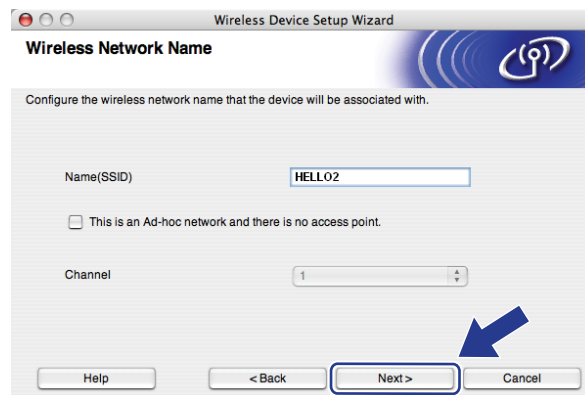 Wireless Device Setup Wizard
Wireless Network Name
Configure the wireless network name that the device will be associated with.
Name(SSID) HELLO2
This is an Ad-hoc network and there is no access point.
Channel 1
Help <Back Next> Cancel